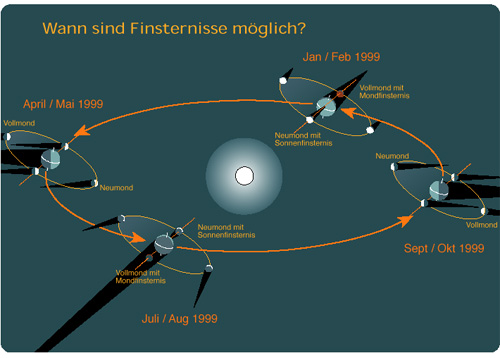 Wann sind Finsternisse möglich?
Jan / Feb 1999
Vollmond mit
Mondfinsternis
Neumond mit
Sonnenfinsternis
April / Mai 1999
Vollmond
Neumond
Neumond
Vollmond
Sept / Okt 1999
Neumond mit
Sonnenfinsternis
Vollmond mit
Mondfinsternis
Juli / Aug 1999